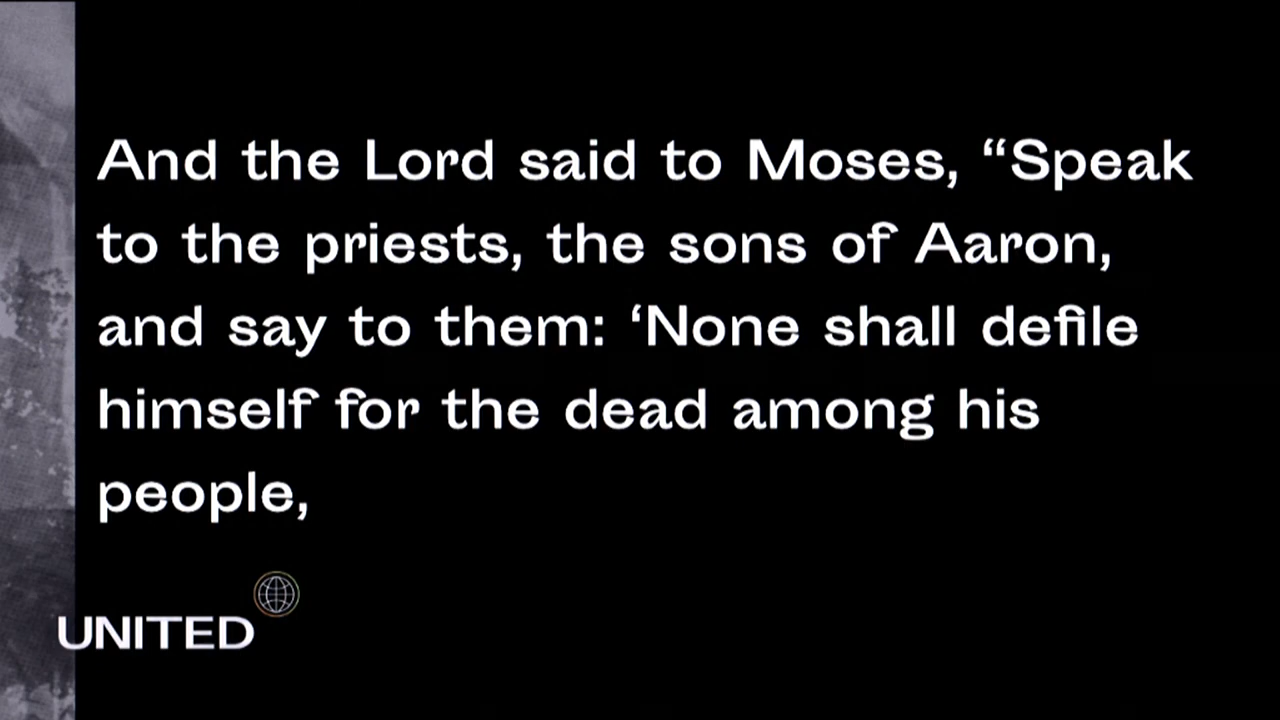 And the Lord said to Moses, “Speak
to the priests, the sons of Aaron,
and say to them: ‘None shall defile
himself for the dead among his
people,
UNITED